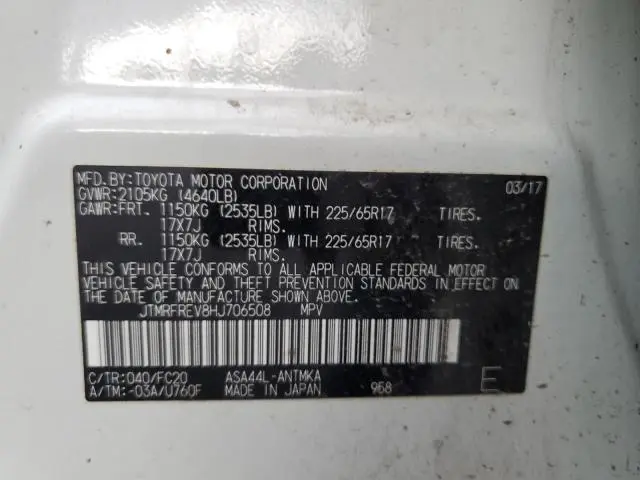 MFD.BY:TOYOTA MOTOR CORPORATION 03/17
GVWR:2105KG (4640LB)
GAWR:FRT. 1150KG (2535LB) WITH 225/65R17 TIRES.
17X7J RIMS.
RR. 1150KG (2535LB) WITH 225/65R17 TIRES.
17X7J RIMS.
THIS VEHICLE CONFORMS TO ALL APPLICABLE FEDERAL MOTOR
VEHICLE SAFETY AND THEFT PREVENTION STANDARDS IN EFFECT ON
THE DATE OF MANUFACTURE SHOWN ABOVE.
JTMRFREV8HJ706508 MPV
C/TR:040/FC20 ASA44L-ANTMKA
A/TM:-03A/U760F MADE IN JAPAN 958 E